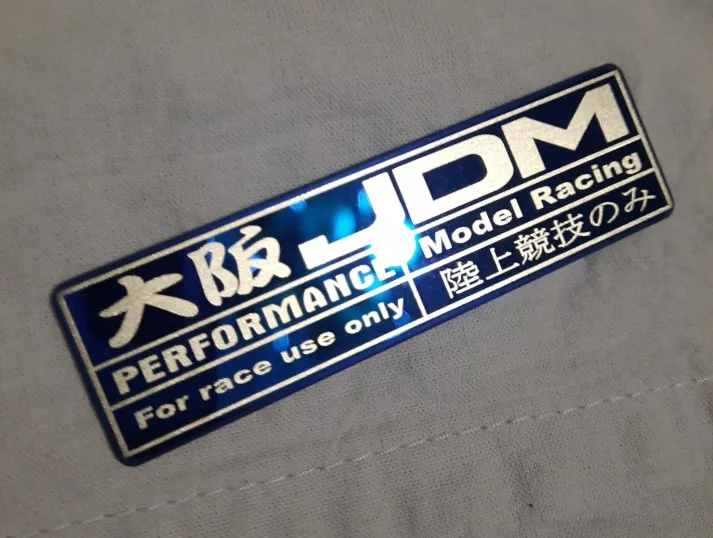 大阪 JDM
PERFORMANCE Model Racing
For race use only 陸上競技のみ